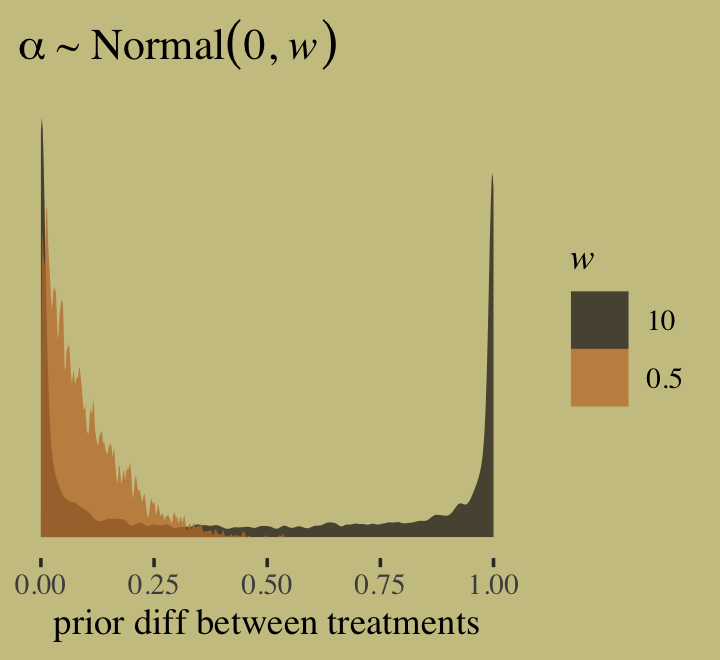 α ~ Normal(0, w)
w
10
0.5
0.00 0.25 0.50 0.75 1.00
prior diff between treatments